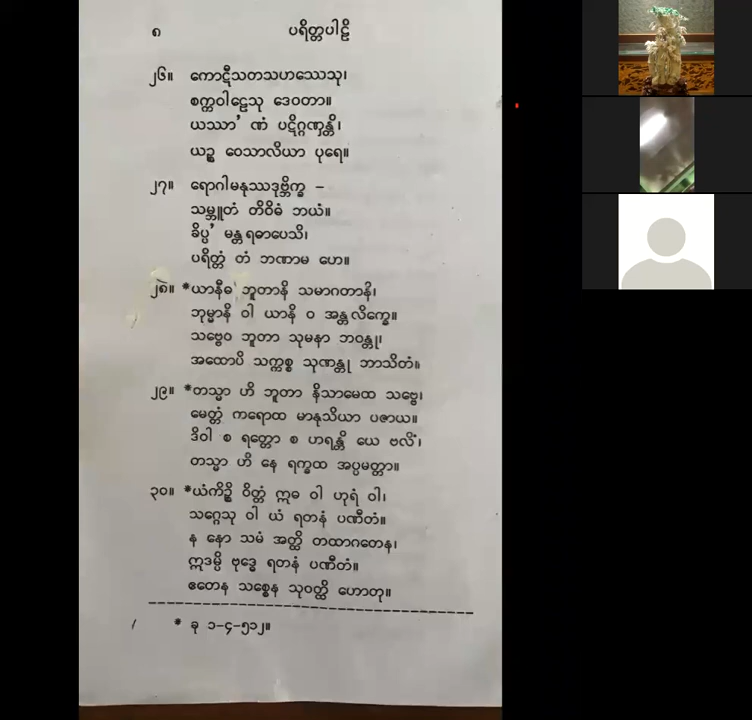 ၈ ပရိတ္တပါဠိ
၂၆။ ကောဋီသတသဟဿေသု၊
စက္ကဝါဠေသု ဒေဝတာ။
ယဿာ’ ဏံ ပဋိဂ္ဂဏှန္တိ၊
ယဉ္စ ဝေသာလိယာ ပုရေ။
၂၇။ ရောဂါမနုဿဒုဗ္ဘိက္ခ –
သမ္ဘူတံ တိဝိဓံ ဘယံ။
ခိပ္ပ’ မန္တရဓာပေသိ၊
ပရိတ္တံ တံ ဘဏာမ ဟေ။
၂၈။ *ယာနီဓ ဘူတာနိ သမာဂတာနိ၊
ဘုမ္မာနိ ဝါ ယာနိ ဝ အန္တလိက္ခေ။
သဗ္ဗေဝ ဘူတာ သုမနာ ဘဝန္တု၊
အထောပိ သက္ကစ္စ သုဏန္တု ဘာသိတံ။
၂၉။ *တသ္မာ ဟိ ဘူတာ နိသာမေထ သဗ္ဗေ၊
မေတ္တံ ကရောထ မာနုသိယာ ပဇာယ။
ဒိဝါ စ ရတ္တော စ ဟရန္တိ ယေ ဗလိံ၊
တသ္မာ ဟိ နေ ရက္ခထ အပ္ပမတ္တာ။
၃၀။ *ယံကိဉ္စိ ဝိတ္တံ ဣဓ ဝါ ဟုရံ ဝါ၊
သဂ္ဂေသု ဝါ ယံ ရတနံ ပဏီတံ။
န နော သမံ အတ္ထိ တထာဂတေန၊
ဣဒမ္ပိ ဗုဒ္ဓေ ရတနံ ပဏီတံ။
ဧတေန သစ္စေန သုဝတ္ထိ ဟောတု။
* ခု ၁-၄-၅၁၂။